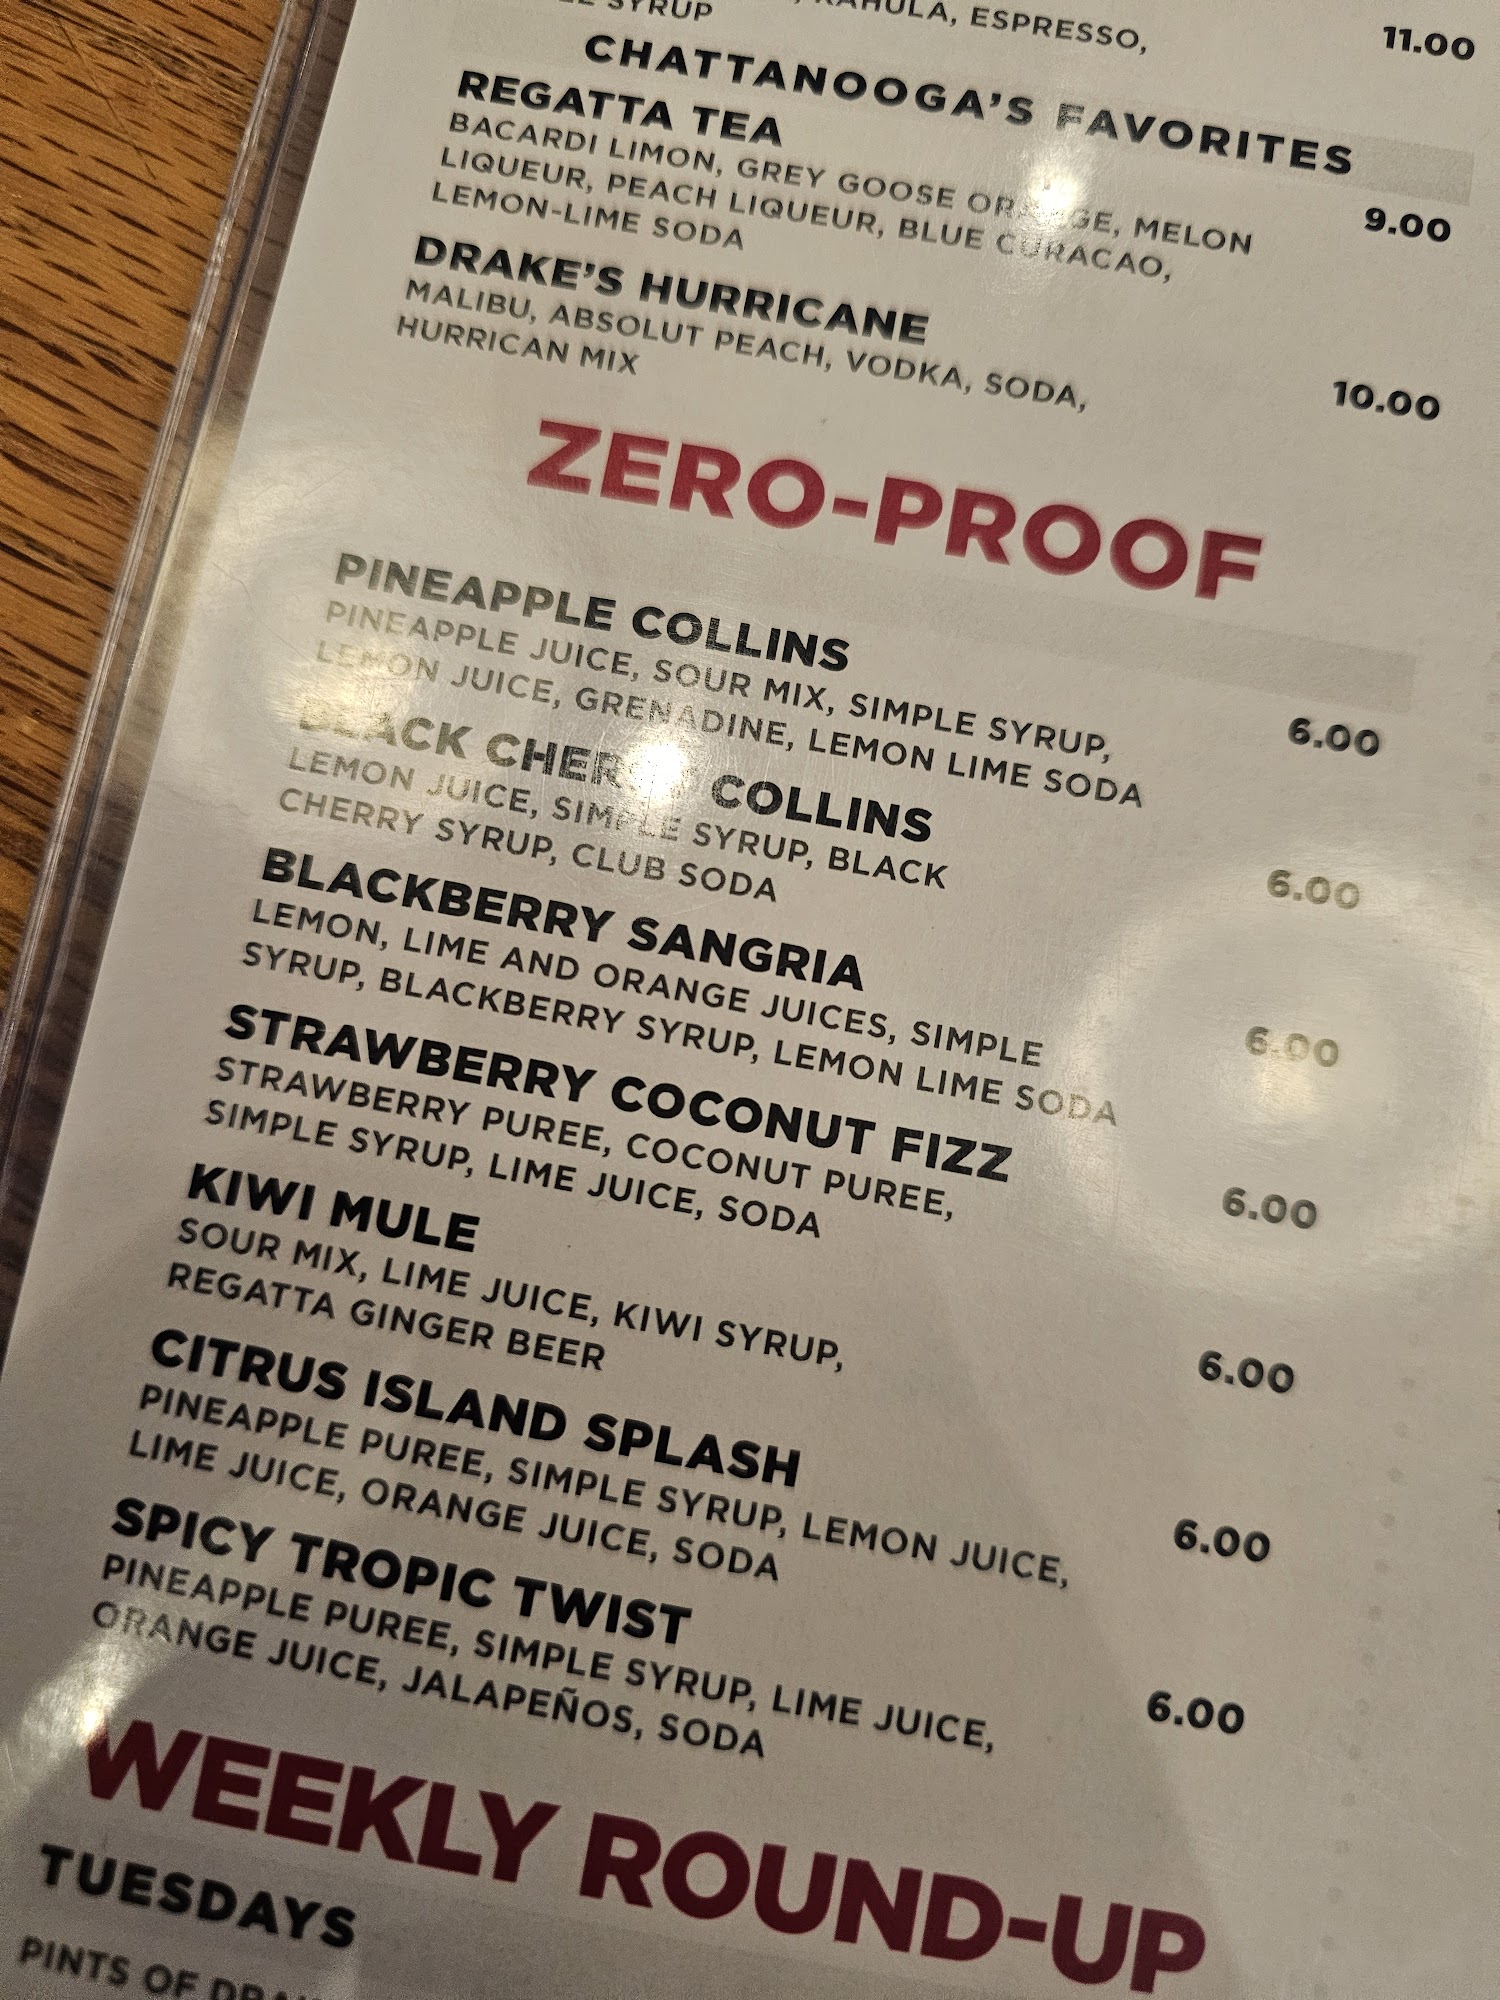 SYRUP
KAHULA, ESPRESSO,
11.00
CHATTANOOGA'S FAVORITES
REGATTA TEA
BACARDI LIMON, GREY GOOSE ORANGE, MELON
LIQUEUR, PEACH LIQUEUR, BLUE CURACAO,
LEMON-LIME SODA
9.00
DRAKE'S HURRICANE
MALIBU, ABSOLUT PEACH, VODKA, SODA,
HURRICAN MIX
10.00
ZERO-PROOF
PINEAPPLE COLLINS
PINEAPPLE JUICE, SOUR MIX, SIMPLE SYRUP,
LEMON JUICE, GRENADINE, LEMON LIME SODA
6.00
BLACK CHERRY COLLINS
LEMON JUICE, SIMPLE SYRUP, BLACK
CHERRY SYRUP, CLUB SODA
6.00
BLACKBERRY SANGRIA
LEMON, LIME AND ORANGE JUICES, SIMPLE
SYRUP, BLACKBERRY SYRUP, LEMON LIME SODA
6.00
STRAWBERRY COCONUT FIZZ
STRAWBERRY PUREE, COCONUT PUREE,
SIMPLE SYRUP, LIME JUICE, SODA
6.00
KIWI MULE
SOUR MIX, LIME JUICE, KIWI SYRUP,
REGATTA GINGER BEER
6.00
CITRUS ISLAND SPLASH
PINEAPPLE PUREE, SIMPLE SYRUP, LEMON JUICE,
LIME JUICE, ORANGE JUICE, SODA
6.00
SPICY TROPIC TWIST
PINEAPPLE PUREE, SIMPLE SYRUP, LIME JUICE,
ORANGE JUICE, JALAPEÑOS, SODA
6.00
WEEKLY ROUND-UP
TUESDAYS
PINTS OF